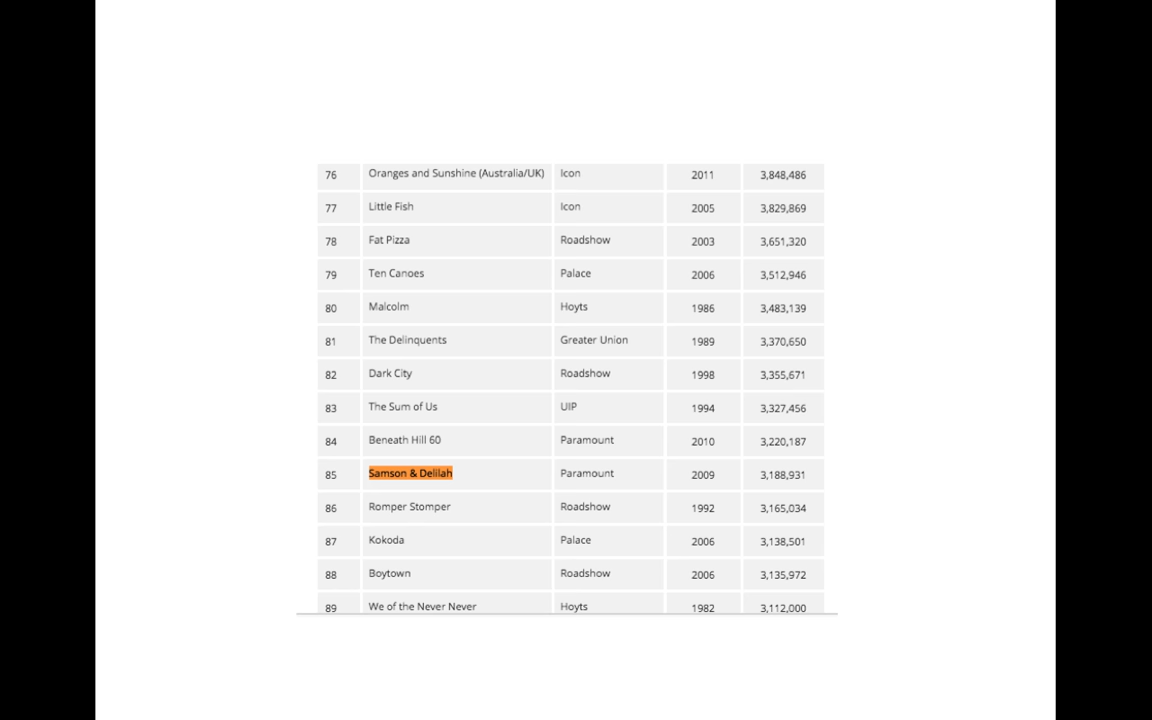 76 Oranges and Sunshine (Australia/UK) Icon 2011 3,848,486
77 Little Fish Icon 2005 3,829,869
78 Fat Pizza Roadshow 2003 3,651,320
79 Ten Canoes Palace 2006 3,512,946
80 Malcolm Hoyts 1986 3,483,139
81 The Delinquents Greater Union 1989 3,370,650
82 Dark City Roadshow 1998 3,355,671
83 The Sum of Us UIP 1994 3,327,456
84 Beneath Hill 60 Paramount 2010 3,220,187
85 Samson & Delilah Paramount 2009 3,188,931
86 Romper Stomper Roadshow 1992 3,165,034
87 Kokoda Palace 2006 3,138,501
88 Boytown Roadshow 2006 3,135,972
89 We of the Never Never Hoyts 1982 3,112,000